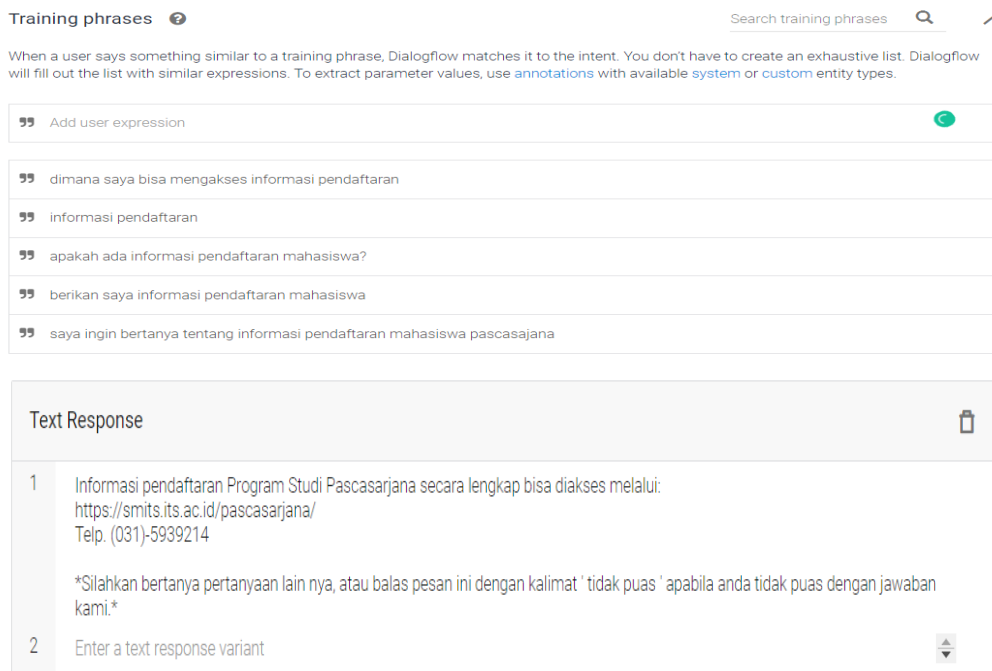 Training phrases
Search training phrases
When a user says something similar to a training phrase, Dialogflow matches it to the intent. You don't have to create an exhaustive list. Dialogflow
will fill out the list with similar expressions. To extract parameter values, use annotations with available system or custom entity types.
Add user expression
dimana saya bisa mengakses informasi pendaftaran
informasi pendaftaran
apakah ada informasi pendaftaran mahasiswa?
berikan saya informasi pendaftaran mahasiswa
saya ingin bertanya tentang informasi pendaftaran mahasiswa pascasajana
Text Response
1 Informasi pendaftaran Program Studi Pascasarjana secara lengkap bisa diakses melalui:
https://smits.its.ac.id/pascasarjana/
Telp. (031)-5939214
*Silahkan bertanya pertanyaan lain nya, atau balas pesan ini dengan kalimat ' tidak puas ' apabila anda tidak puas dengan jawaban
kami.*
2 Enter a text response variant